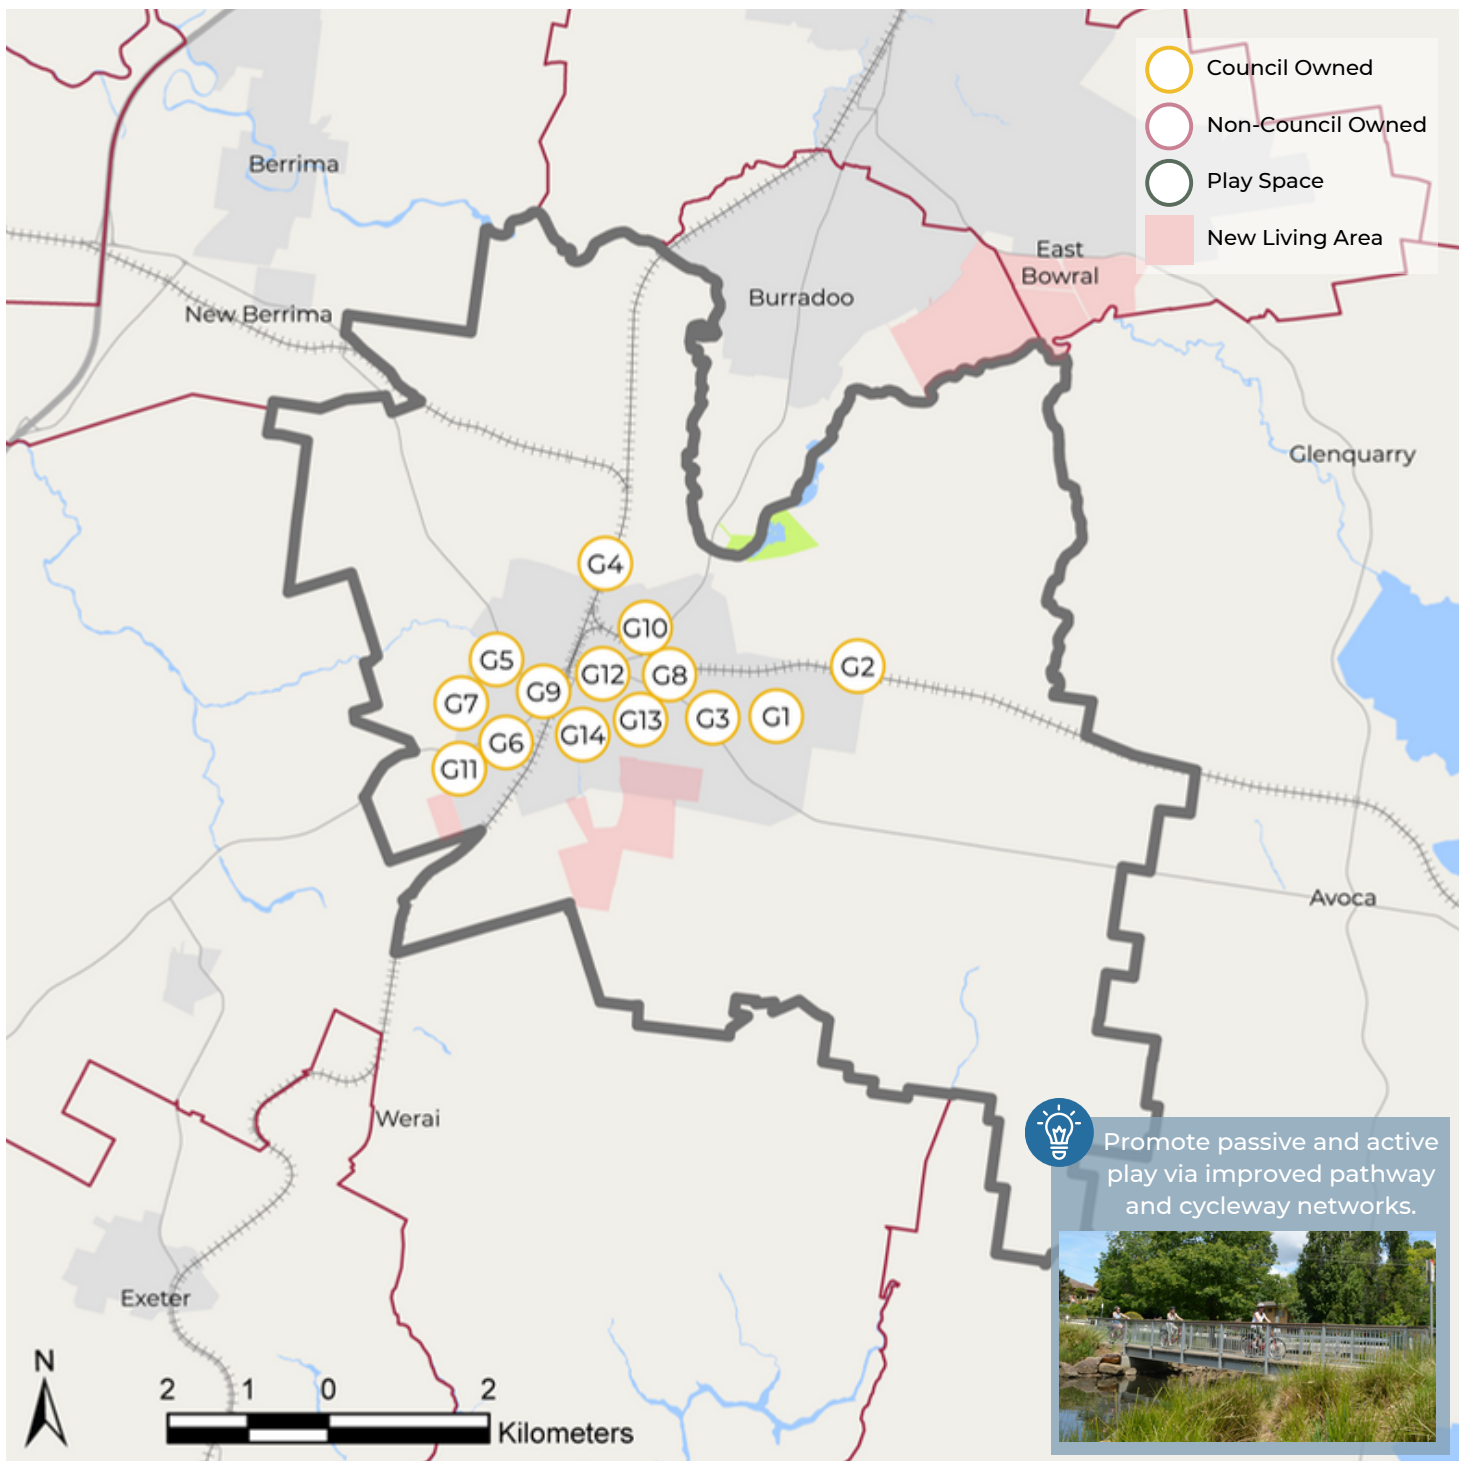 Council Owned
Non-Council Owned
Play Space
New Living Area
Berrima
East
Bowral
Burradoo
New Berrima
Glenquarry
G4
G10
G5
G12
G8
G2
G9
G7
G13
G3
G1
G14
G6
G11
Avoca
Werai
Exeter
Promote passive and active
play via improved pathway
and cycleway networks.
N
2 1 0 2
Kilometers